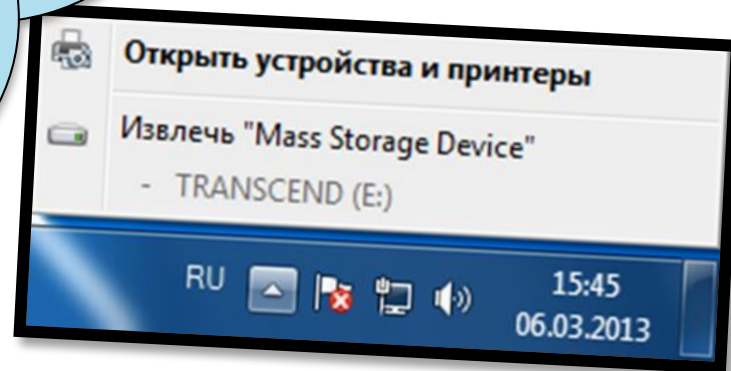 Открыть устройства и принтеры
Извлечь "Mass Storage Device"
- TRANSCEND (E:)
RU
15:45
06.03.2013